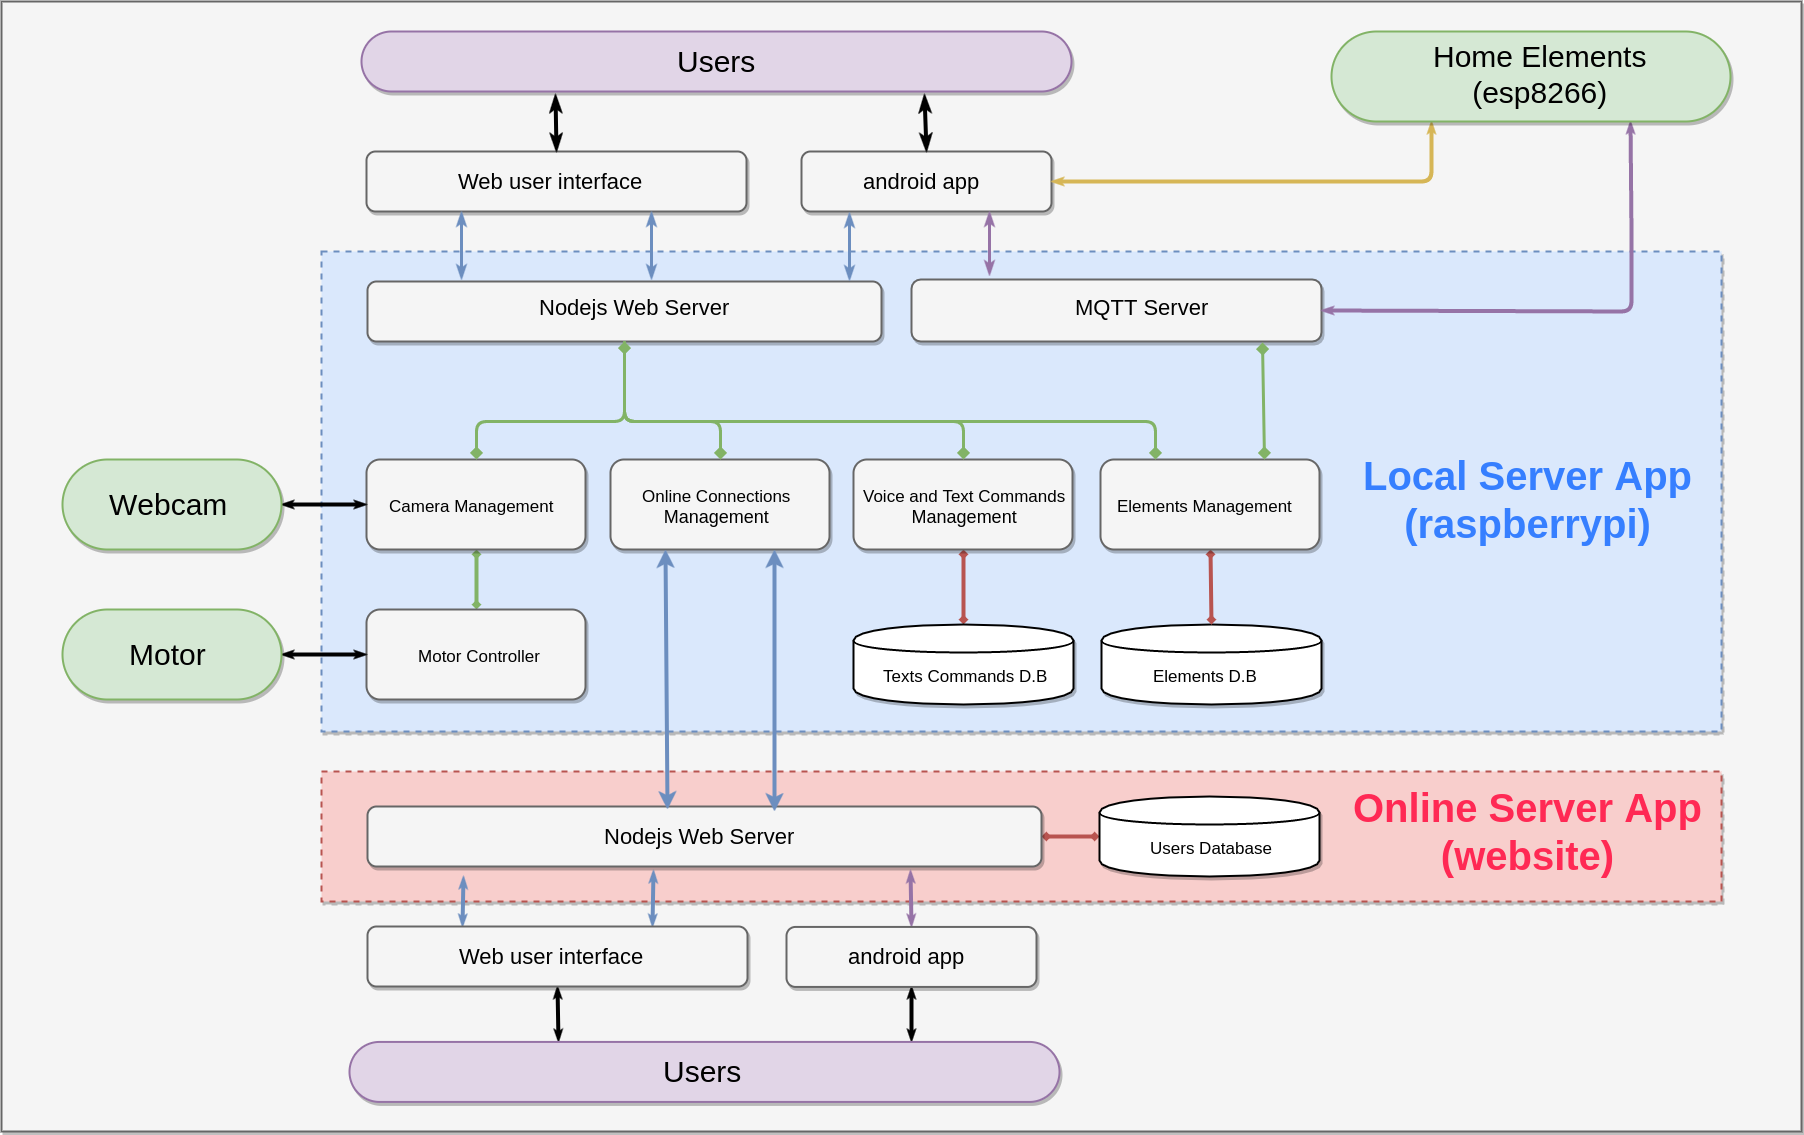 Users
Home Elements
(esp8266)
Web user interface
android app
Nodejs Web Server
MQTT Server
Webcam
Camera Management
Online Connections
Management
Voice and Text Commands
Management
Elements Management
Local Server App
(raspberrypi)
Motor
Motor Controller
Texts Commands D.B
Elements D.B
Nodejs Web Server
Users Database
Online Server App
(website)
Web user interface
android app
Users